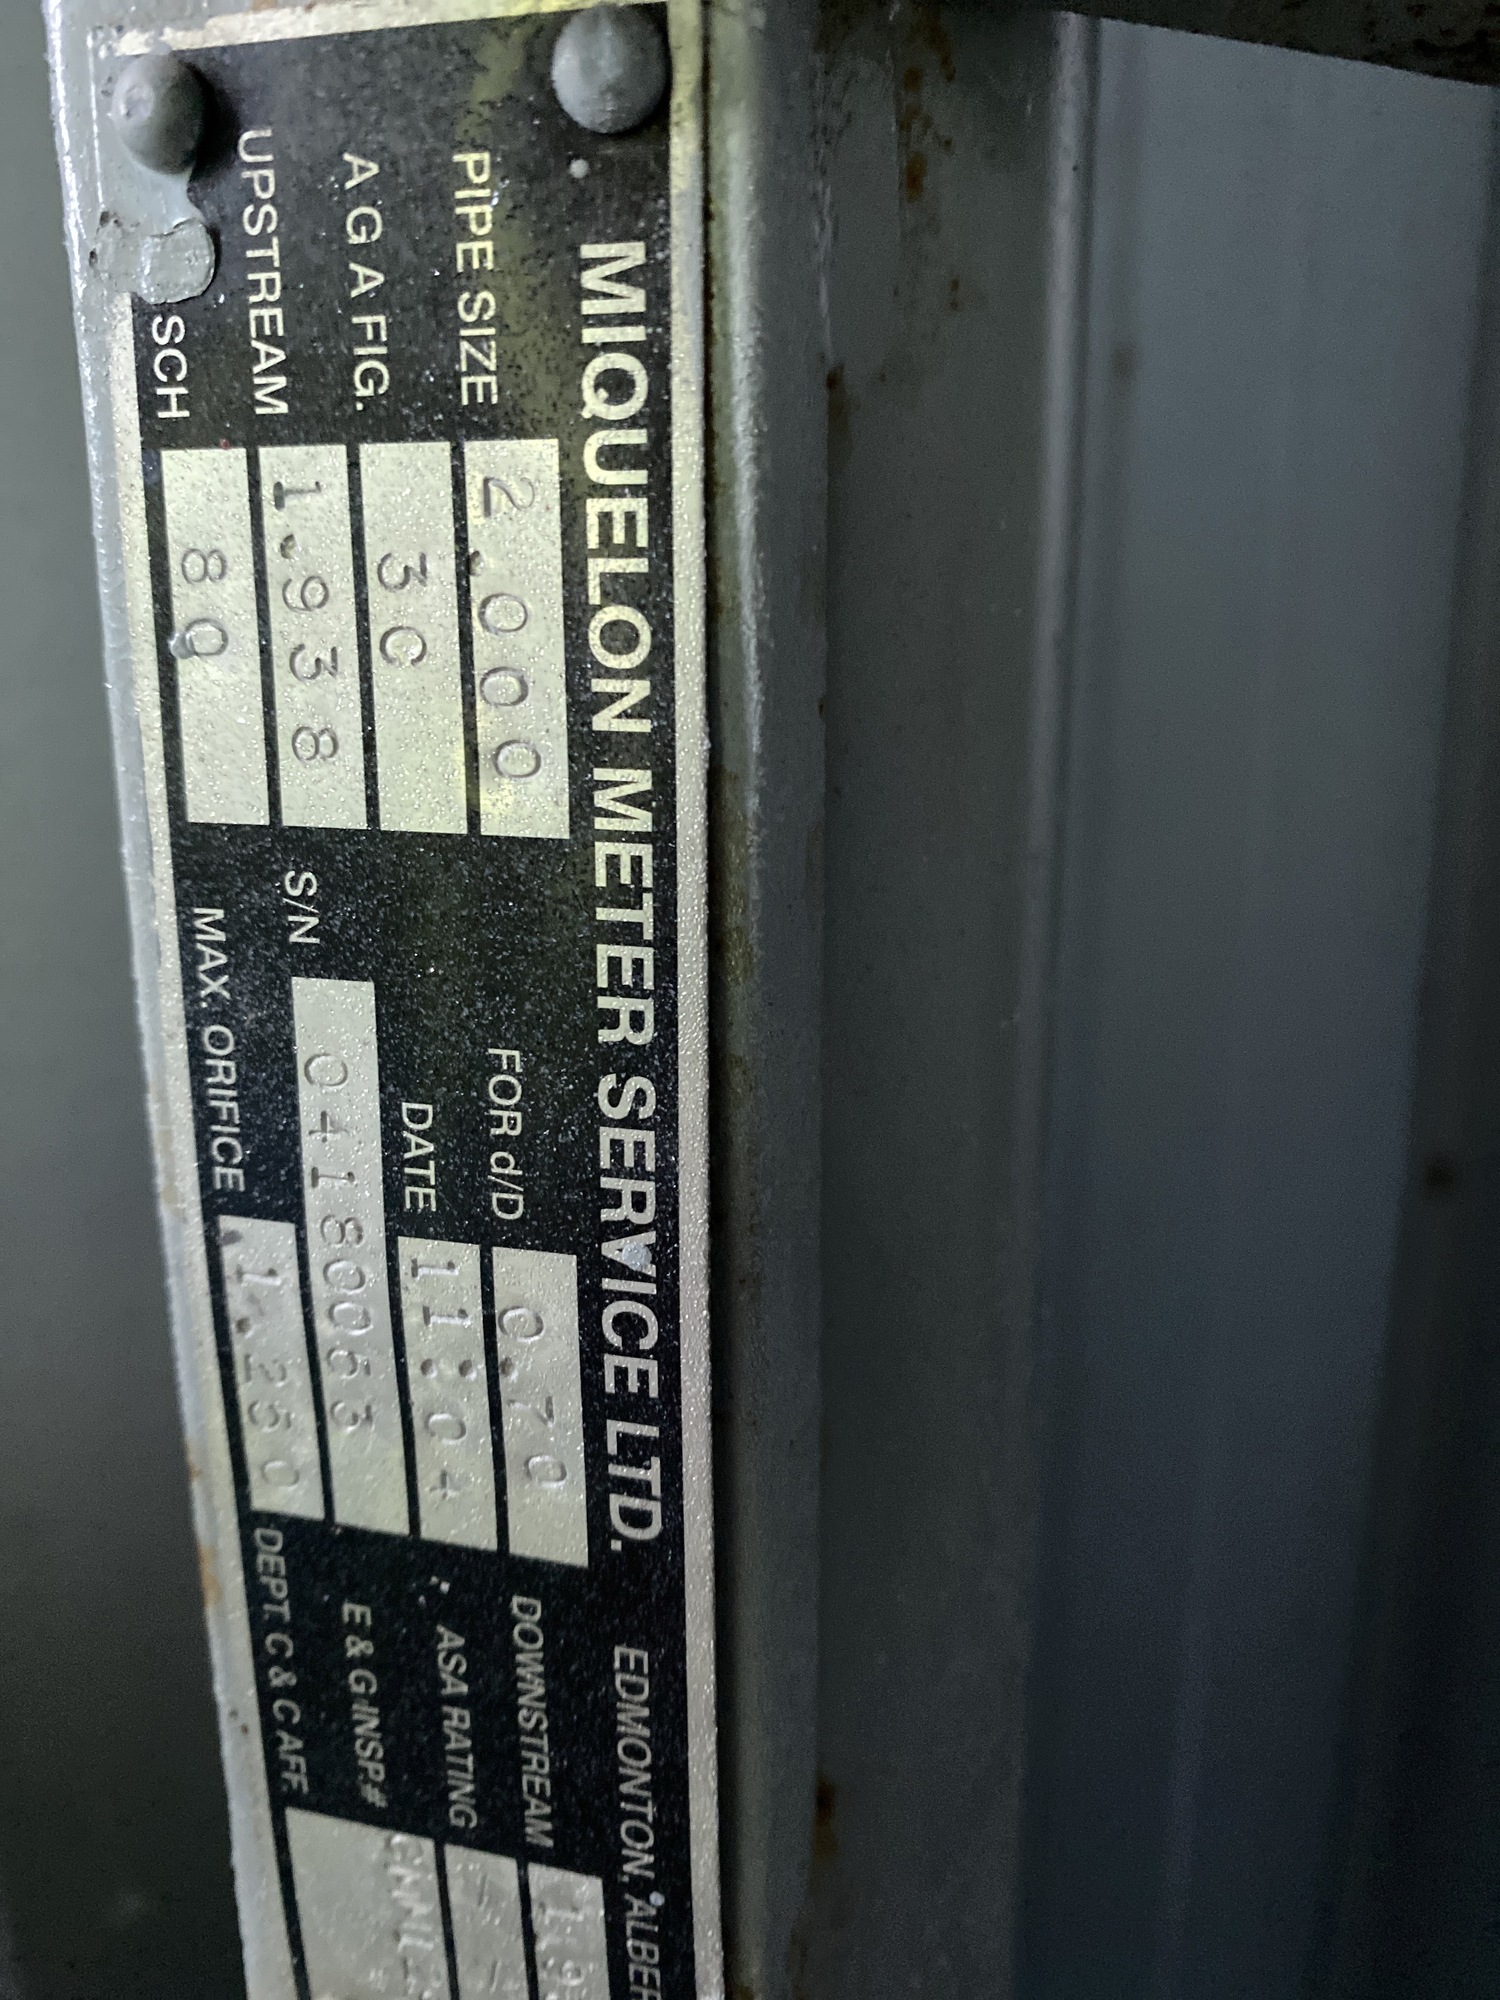 MIQUELON METER SERVICE LTD. EDMONTON, ALBER
PIPE SIZE 2.000 FOR d/D 0.70 DOWNSTREAM
A G A FIG. 3C DATE 11:04 ASA RATING
UPSTREAM 1.938 S/N 04180063 E & G INSP.#
SCH 80 MAX. ORIFICE 1.250 DEPT. C & C AFF.